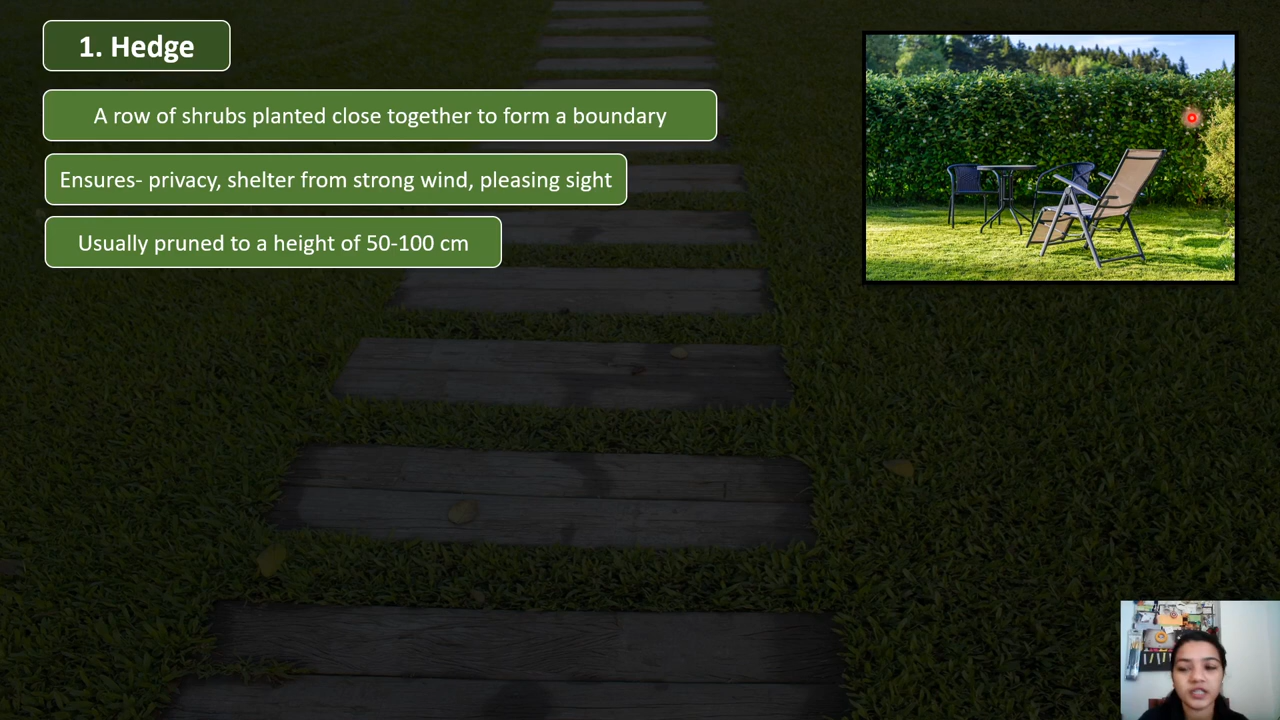 1. Hedge
A row of shrubs planted close together to form a boundary
Ensures- privacy, shelter from strong wind, pleasing sight
Usually pruned to a height of 50-100 cm